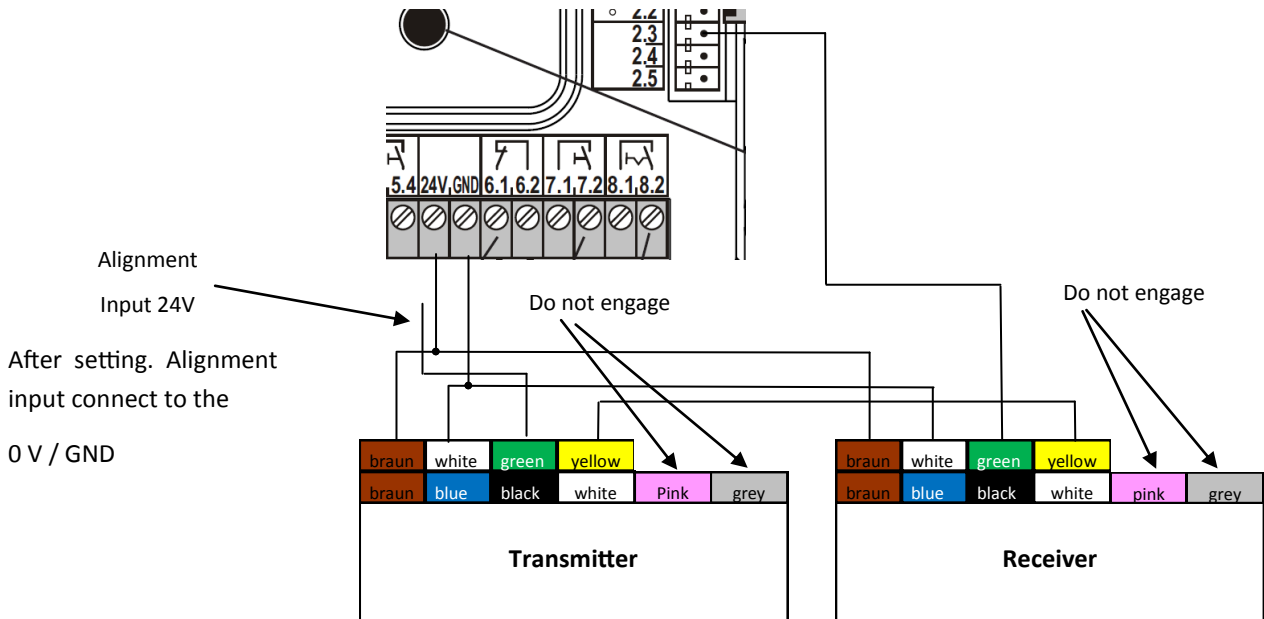 2.2
2.3
2.4
2.5
5.4 24V GND 6.1 6.2 7.1 7.2 8.1 8.2
Alignment
Input 24V
After setting. Alignment
input connect to the
0 V / GND
Do not engage
Do not engage
braun white green yellow
braun blue black white Pink grey
Transmitter
braun white green yellow
braun blue black white pink grey
Receiver